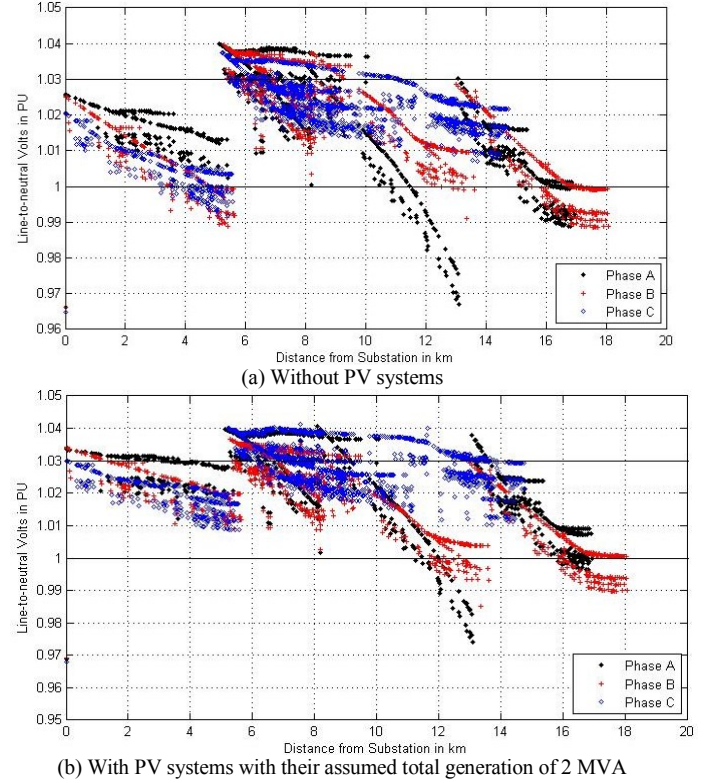 1.05
1.04
1.03
1.02
1.01
1
0.99
0.98
0.97
0.96
Line-to-neutral Volts in PU
0 2 4 6 8 10 12 14 16 18 20
Distance from Substation in km
Phase A
Phase B
Phase C
(a) Without PV systems
1.05
1.04
1.03
1.02
1.01
1
0.99
0.98
0.97
0.96
0.95
Line-to-neutral Volts in PU
0 2 4 6 8 10 12 14 16 18 20
Distance from Substation in km
Phase A
Phase B
Phase C
(b) With PV systems with their assumed total generation of 2 MVA